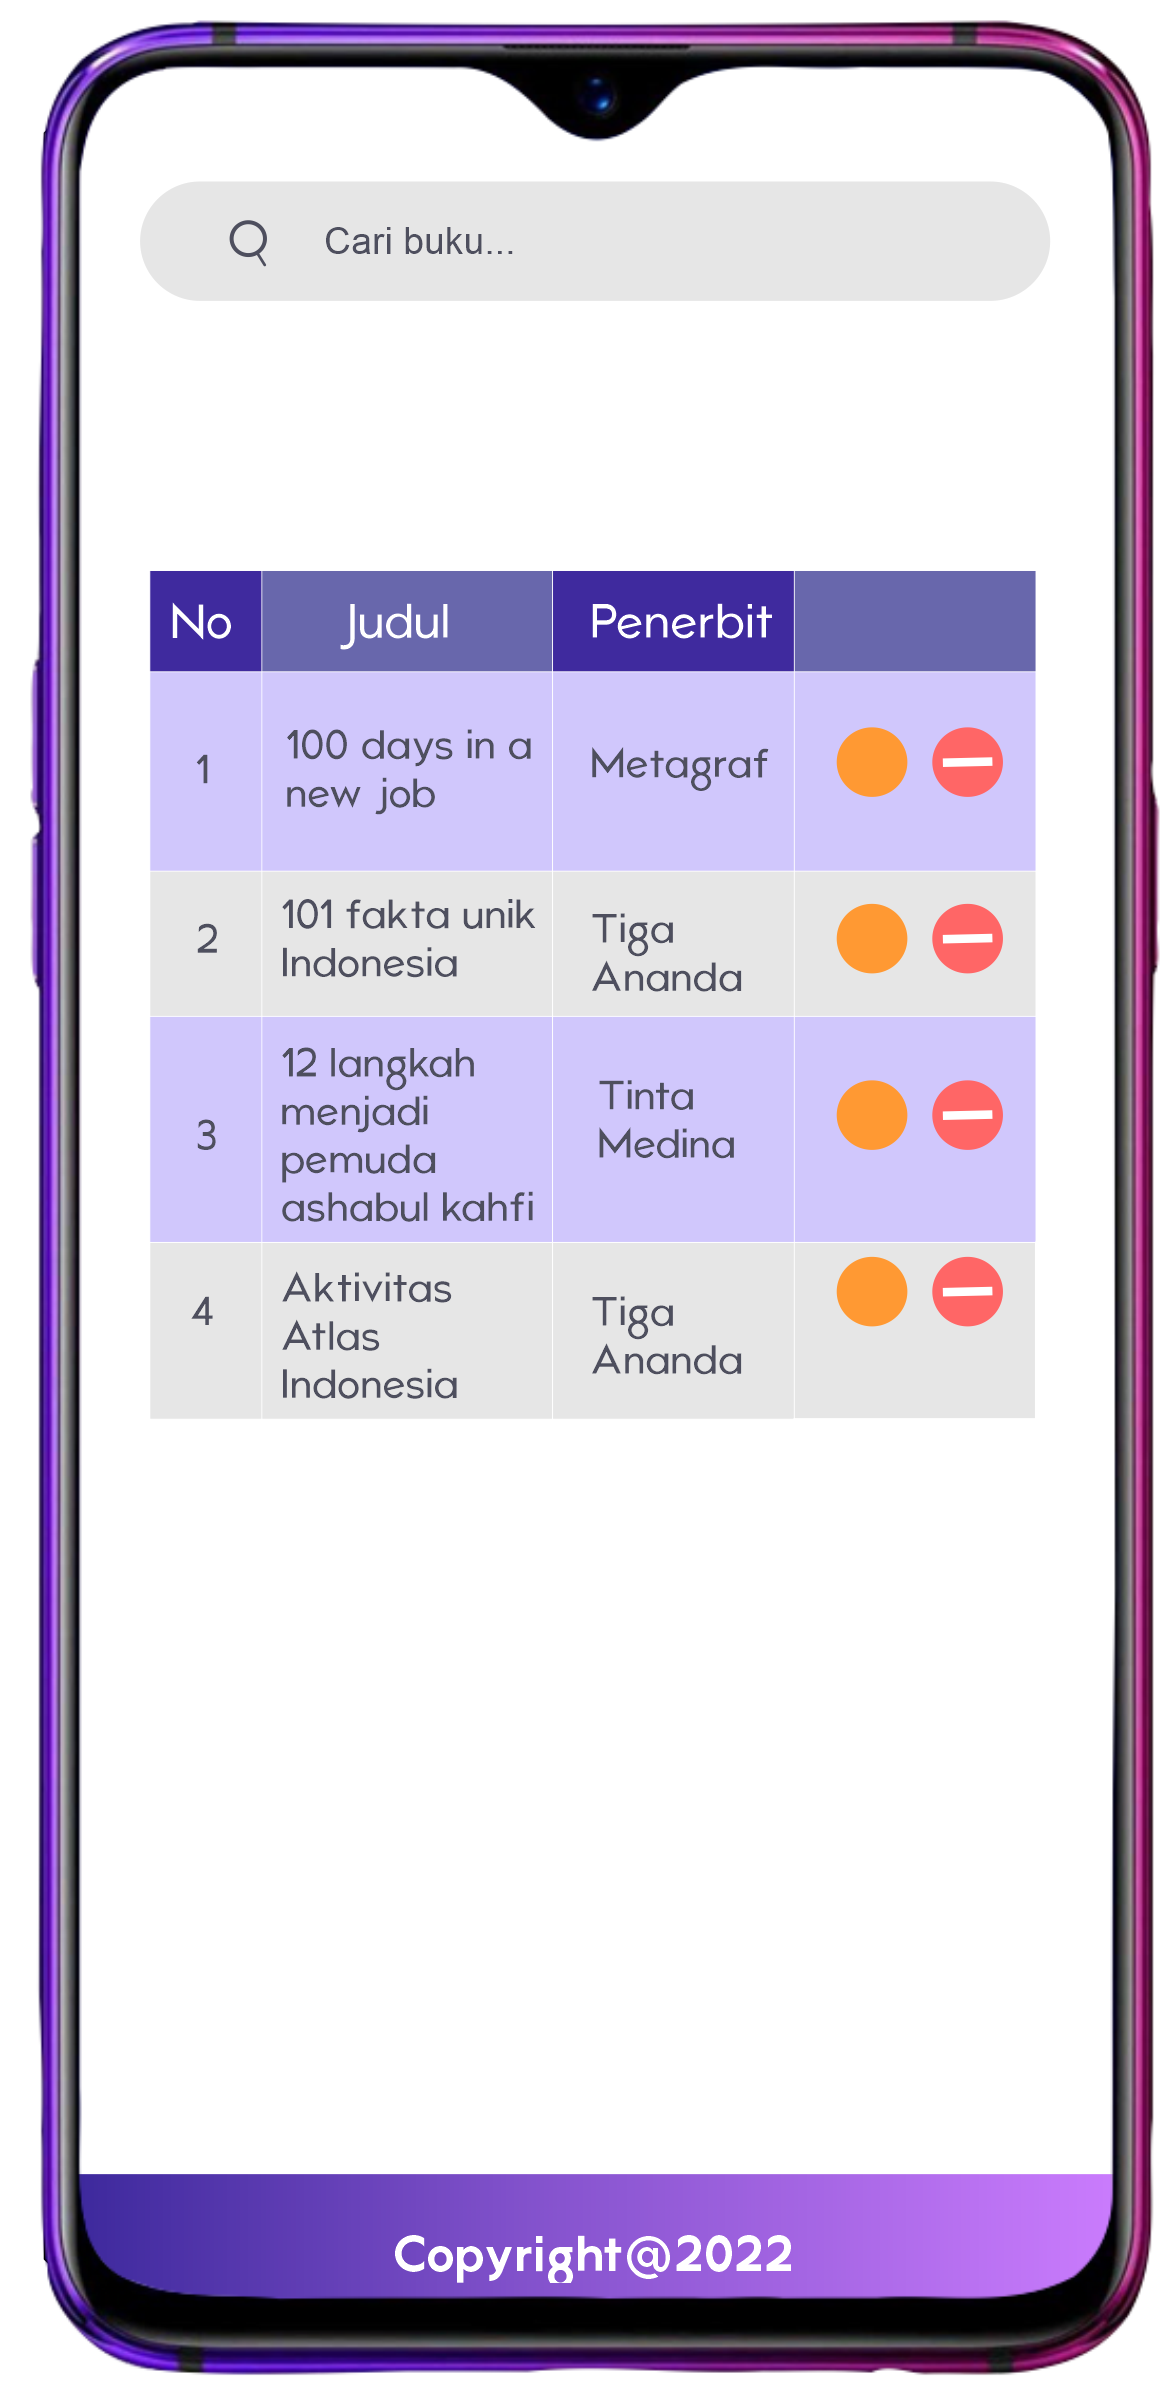 Cari buku...
No Judul Penerbit
1 100 days in a new job Metagraf
2 101 fakta unik Indonesia Tiga Ananda
3 12 langkah menjadi pemuda ashabul kahfi Tinta Medina
4 Aktivitas Atlas Indonesia Tiga Ananda
Copyright@2022